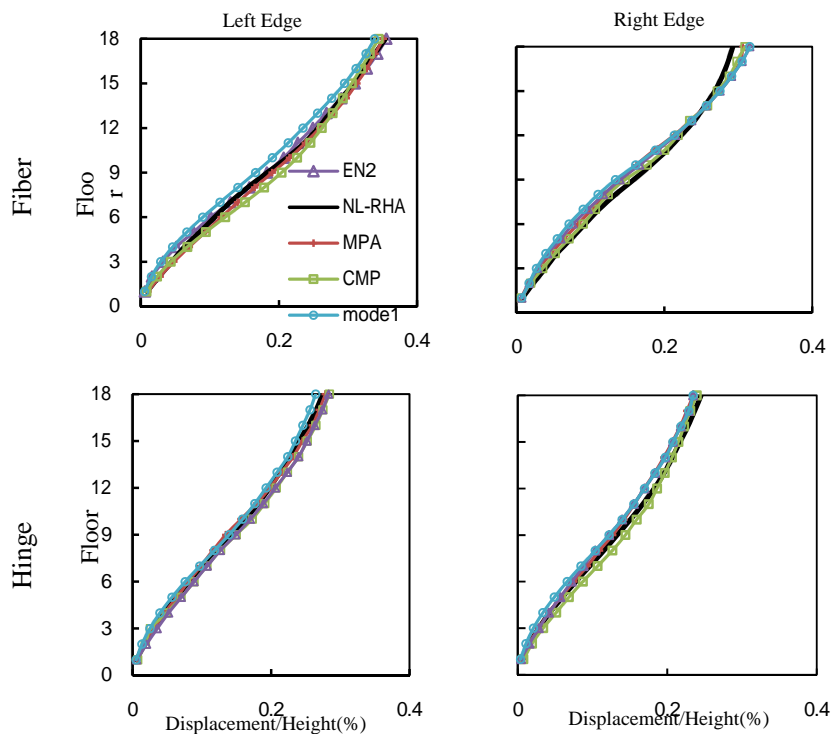 Left Edge
Right Edge
Fiber
Floo
r
18
15
12
9
6
3
0
EN2
NL-RHA
MPA
CMP
mode1
0
0.2
0.4
0
0.2
0.4
Hinge
Floor
18
15
12
9
6
3
0
0
0.2
0.4
Displacement/Height(%)
0
0.2
0.4
Displacement/Height(%)